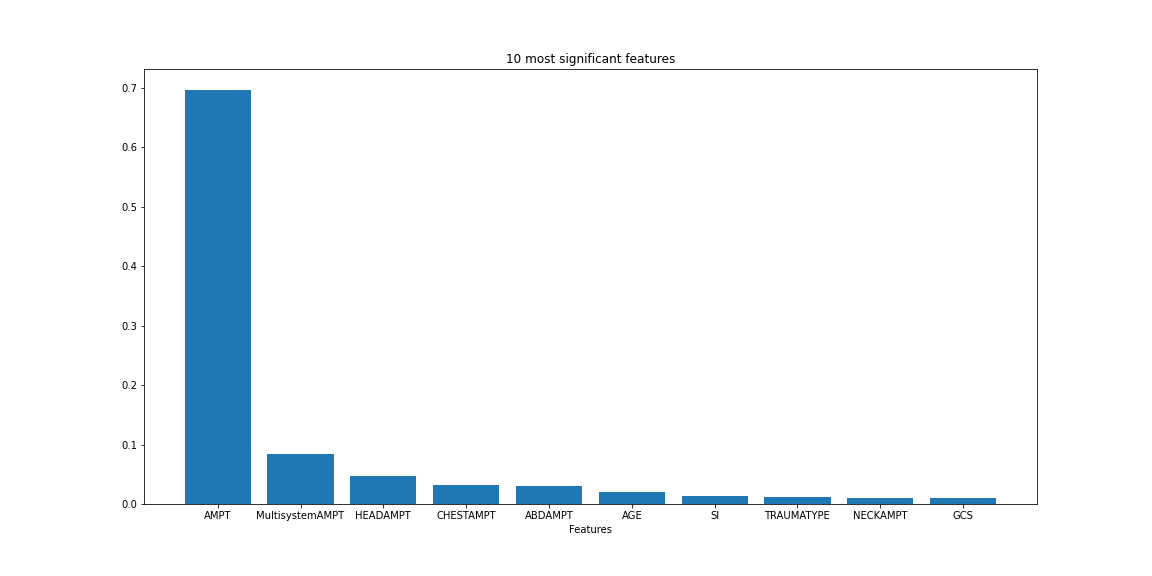 10 most significant features
0.7
0.6
0.5
0.4
0.3
0.2
0.1
0.0
AMPT MultisystemAMPT HEADAMPT CHESTAMPT ABDAMPT AGE SI TRAUMATYPE NECKAMPT GCS
Features